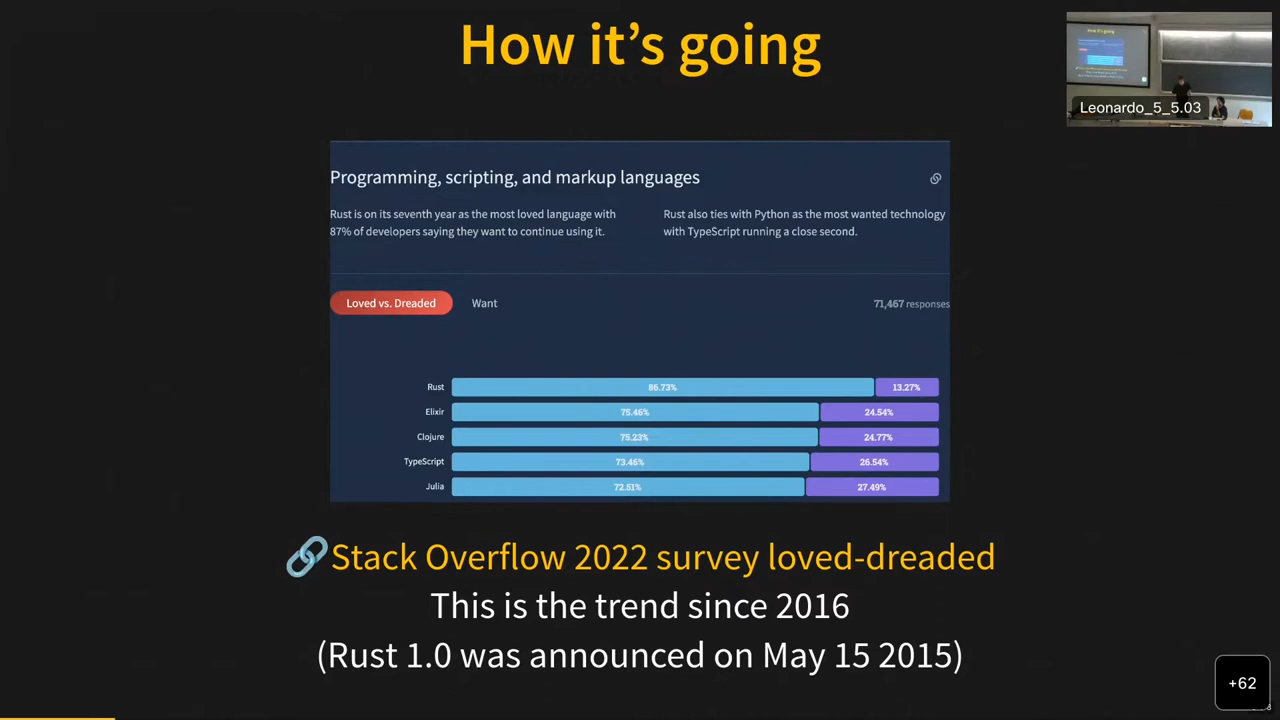 How it's going
Leonardo_5_5.03
Programming, scripting, and markup languages
Rust is on its seventh year as the most loved language with
87% of developers saying they want to continue using it.
Rust also ties with Python as the most wanted technology
with TypeScript running a close second.
Loved vs. Dreaded
Want
71,467 responses
Rust 86.73% 13.27%
Elixir 75.46% 24.54%
Clojure 75.23% 24.77%
TypeScript 73.46% 26.54%
Julia 72.51% 27.49%
Stack Overflow 2022 survey loved-dreaded
This is the trend since 2016
(Rust 1.0 was announced on May 15 2015)
+62